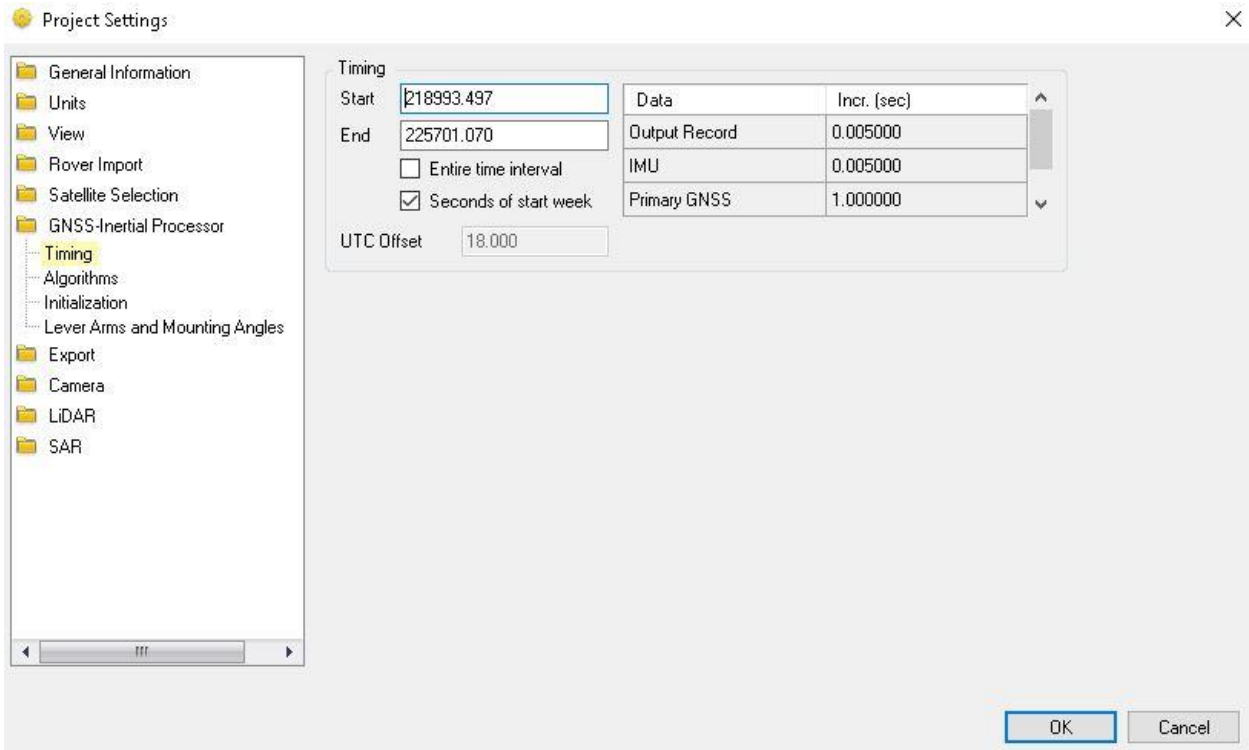 Project Settings
General Information
Units
View
Rover Import
Satellite Selection
GNSS-Inertial Processor
Timing
Algorithms
Initialization
Lever Arms and Mounting Angles
Export
Camera
LiDAR
SAR
Timing
Start 218993.497
End 225701.070
Entire time interval
Seconds of start week
UTC Offset 18.000
Data Incr. (sec)
Output Record 0.005000
IMU 0.005000
Primary GNSS 1.000000
OK Cancel